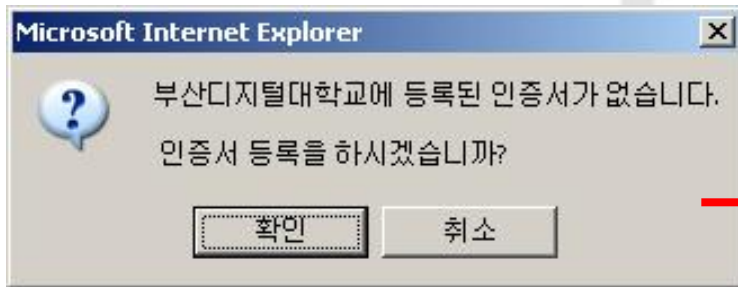 Microsoft Internet Explorer
부산디지털대학교에 등록된 인증서가 없습니다.
인증서 등록을 하시겠습니까?
확인 취소